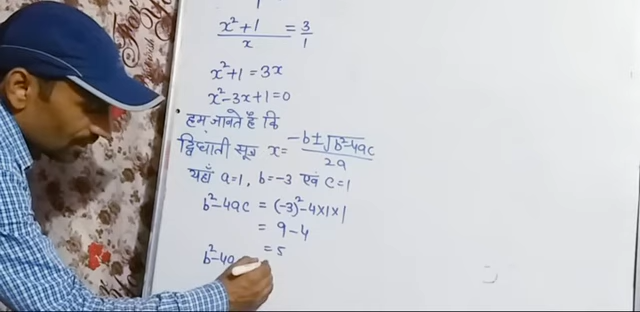 x²+1/x = 3/1
x²+1 = 3x
x²-3x+1=0
हम जानते हैं कि
द्विघाती सूत्र x = -b±√b²-4ac/2a
यहाँ a=1, b=-3 एवं c=1
b²-4ac = (-3)²-4×1×1
= 9-4
= 5
b²-4a